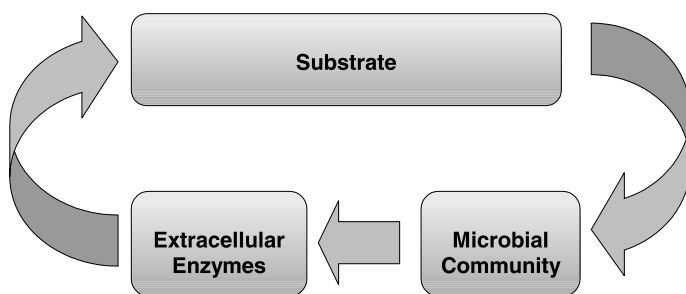 Substrate
Extracellular
Enzymes
Microbial
Community